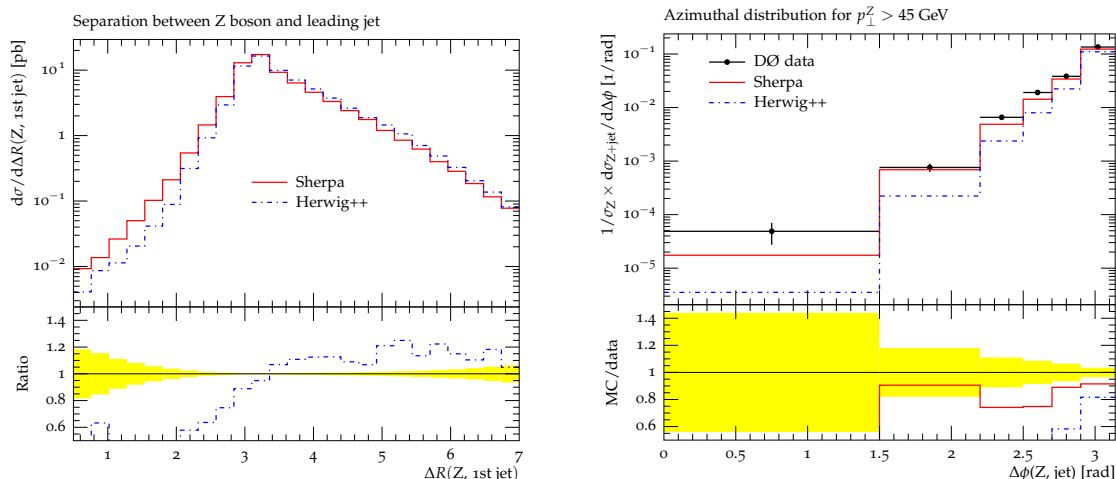 Separation between Z boson and leading jet
dσ/dΔR(Z, 1st jet) [pb]
10¹
1
10⁻¹
10⁻²
Sherpa
Herwig++
Ratio
1.4
1.2
1
0.8
0.6
1 2 3 4 5 6 7
ΔR(Z, 1st jet)
Azimuthal distribution for p⊥^Z > 45 GeV
1/σ_Z × dσ_Z+jet/dΔϕ [1/rad]
10⁻¹
10⁻²
10⁻³
10⁻⁴
10⁻⁵
DØ data
Sherpa
Herwig++
MC/data
1.4
1.2
1
0.8
0.6
0 0.5 1 1.5 2 2.5 3
Δϕ(Z, jet) [rad]